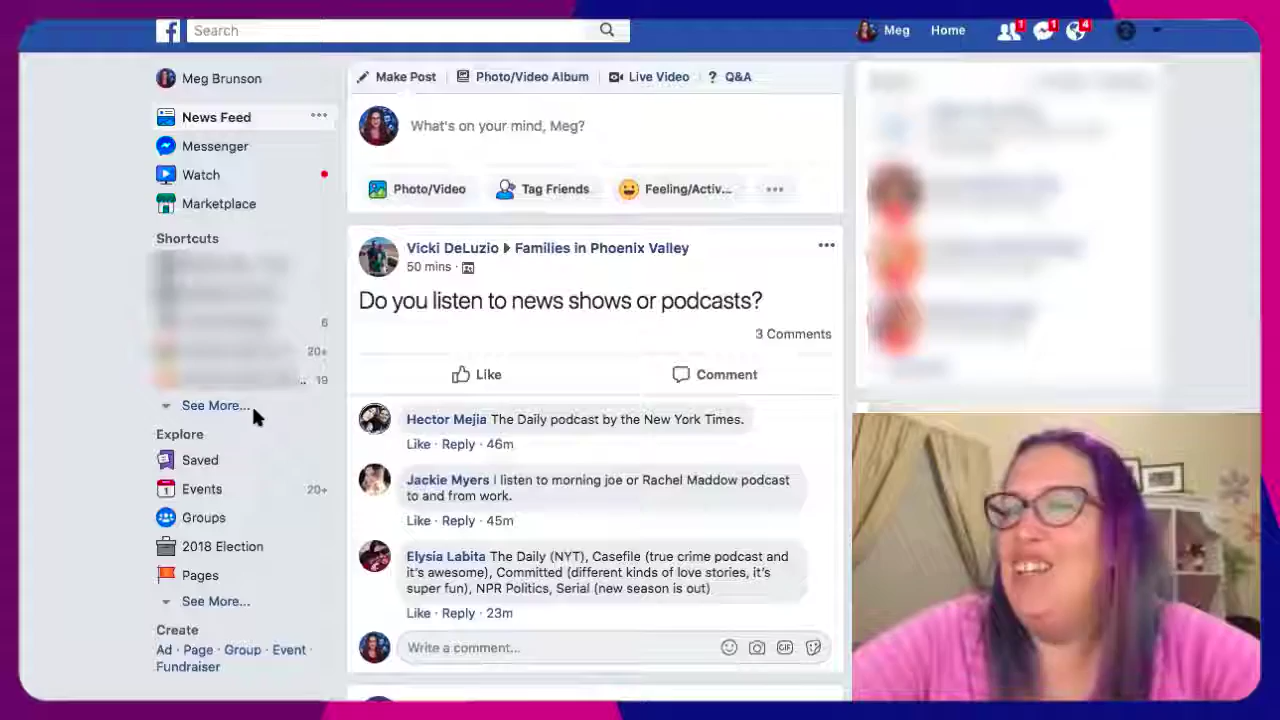 Search
Meg
Home
1
1
4
Meg Brunson
News Feed
Messenger
Watch
Marketplace
Shortcuts
6
20+
.. 19
See More...
Explore
Saved
1 Events 20+
Groups
2018 Election
Pages
See More...
Create
Ad · Page · Group · Event ·
Fundraiser
Make Post
Photo/Video Album
Live Video
? Q&A
What's on your mind, Meg?
Photo/Video
Tag Friends
Feeling/Activ...
Vicki DeLuzio Families in Phoenix Valley
50 mins ·
Do you listen to news shows or podcasts?
3 Comments
Like
Comment
Hector Mejia The Daily podcast by the New York Times.
Like · Reply · 46m
Jackie Myers I listen to morning joe or Rachel Maddow podcast
to and from work.
Like · Reply · 45m
Elysia Labita The Daily (NYT), Casefile (true crime podcast and
it's awesome), Committed (different kinds of love stories, it's
super fun), NPR Politics, Serial (new season is out)
Like · Reply · 23m
Write a comment...
GIF